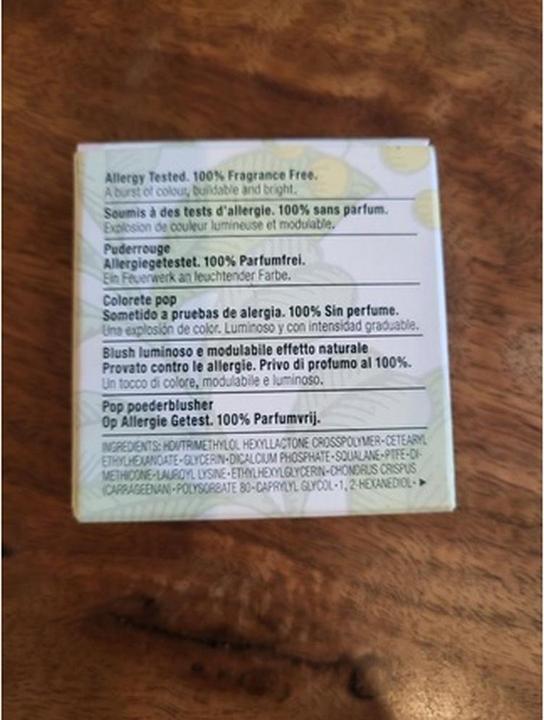 Allergy Tested. 100% Fragrance Free.
A burst of colour, buildable and bright.
Soumis à des tests d'allergie. 100% sans parfum.
Explosion de couleur lumineuse et modulable.
Puderrouge
Allergiegetestet. 100% Parfumfrei.
Ein Feuerwerk an leuchtender Farbe.
Colorete pop
Sometido a pruebas de alergia. 100% Sin perfume.
Una explosión de color. Luminoso y con intensidad graduable.
Blush luminoso e modulabile effetto naturale
Provato contro le allergie. Privo di profumo al 100%.
Un tocco di colore, modulabile e luminoso.
Pop poederblusher
Op Allergie Getest. 100% Parfumvrij.
INGREDIENTS: HDI/TRIMETHYLOL HEXYLLACTONE CROSSPOLYMER•CETEARYL
ETHYLHEXANOATE•GLYCERIN•DICALCIUM PHOSPHATE•SQUALANE•PTFE•DI-
METHICONE•LAUROYL LYSINE•ETHYLHEXYLGLYCERIN•CHONDRUS CRISPUS
(CARRAGEENAN)•POLYSORBATE 80•CAPRYLYL GLYCOL•1, 2-HEXANEDIOL• ▶